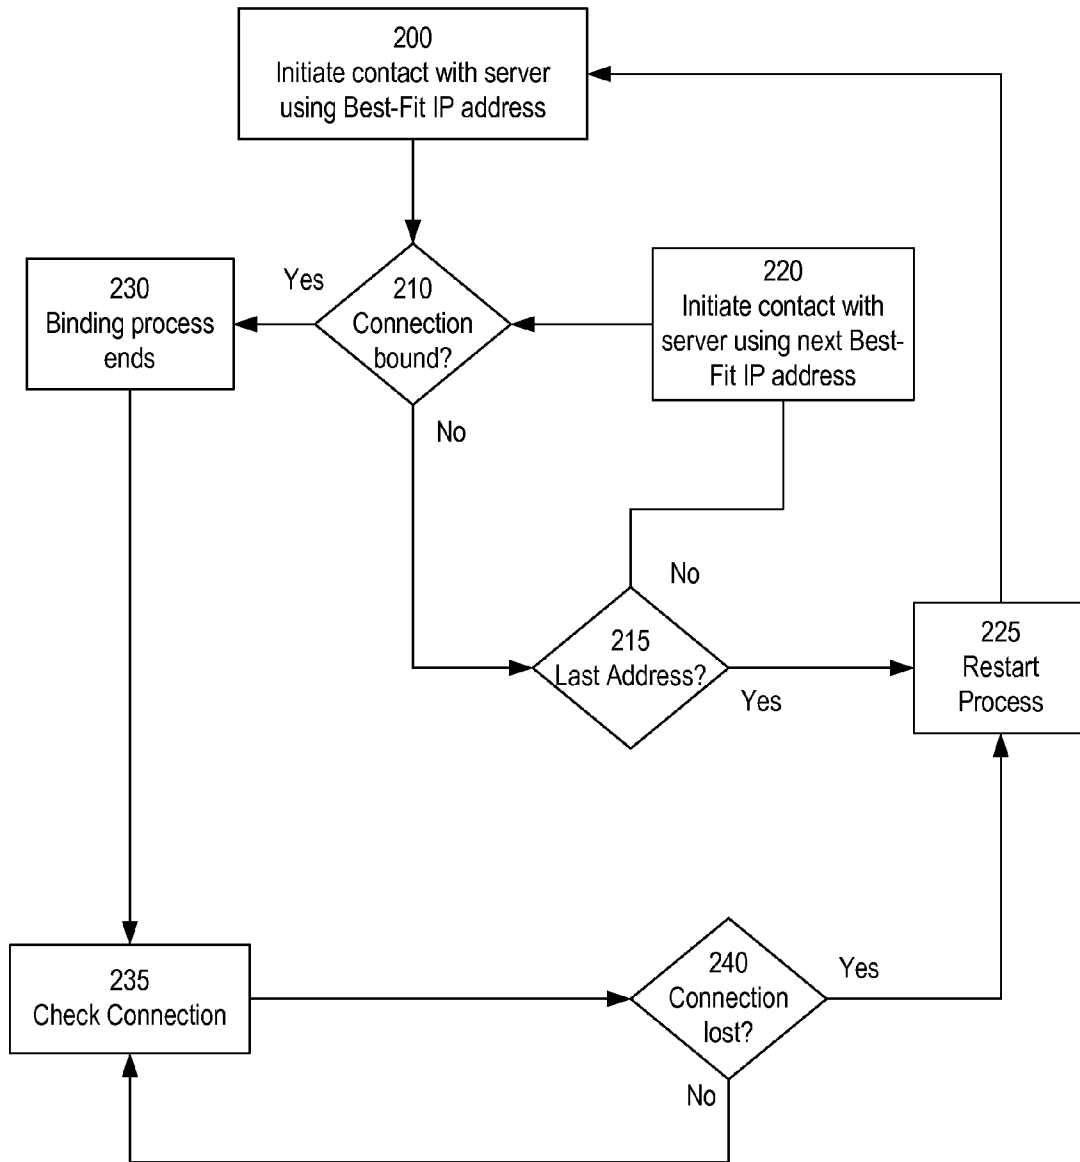 200
Initiate contact with server
using Best-Fit IP address
Yes
210
Connection
bound?
230
Binding process
ends
220
Initiate contact with
server using next Best-
Fit IP address
No
No
215
Last Address?
Yes
225
Restart
Process
235
Check Connection
240
Connection
lost?
Yes
No